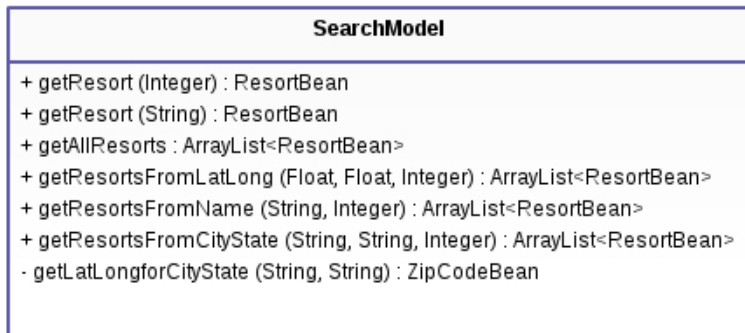 SearchModel
+ getResort (Integer) : ResortBean
+ getResort (String) : ResortBean
+ getAllResorts : ArrayList<ResortBean>
+ getResortsFromLatLong (Float, Float, Integer) : ArrayList<ResortBean>
+ getResortsFromName (String, Integer) : ArrayList<ResortBean>
+ getResortsFromCityState (String, String, Integer) : ArrayList<ResortBean>
- getLatLongforCityState (String, String) : ZipCodeBean